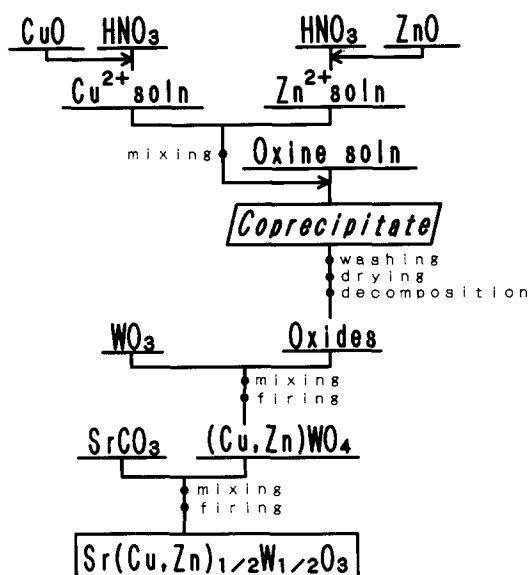 CuO HNO3 HNO3 ZnO
Cu2+ soln Zn2+ soln
mixing
Oxine soln
Coprecipitate
washing
drying
decomposition
WO3 Oxides
mixing
firing
SrCO3 (Cu,Zn)WO4
mixing
firing
Sr(Cu,Zn)1/2W1/2O3